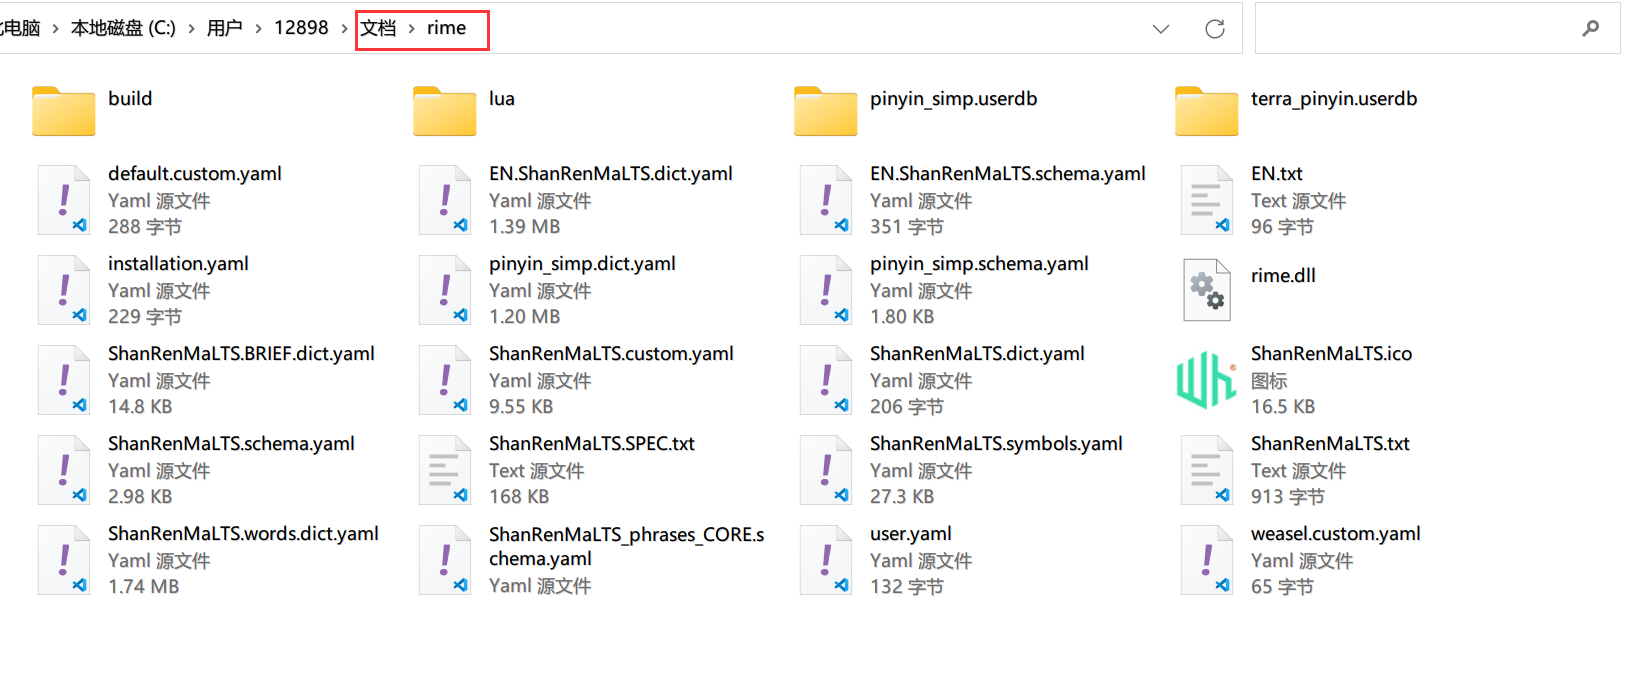 电脑 › 本地磁盘 (C:) › 用户 › 12898 › 文档 › rime
build
lua
pinyin_simp.userdb
terra_pinyin.userdb
default.custom.yaml
Yaml 源文件
288 字节
EN.ShanRenMaLTS.dict.yaml
Yaml 源文件
1.39 MB
EN.ShanRenMaLTS.schema.yaml
Yaml 源文件
351 字节
EN.txt
Text 源文件
96 字节
installation.yaml
Yaml 源文件
229 字节
pinyin_simp.dict.yaml
Yaml 源文件
1.20 MB
pinyin_simp.schema.yaml
Yaml 源文件
1.80 KB
rime.dll
ShanRenMaLTS.BRIEF.dict.yaml
Yaml 源文件
14.8 KB
ShanRenMaLTS.custom.yaml
Yaml 源文件
9.55 KB
ShanRenMaLTS.dict.yaml
Yaml 源文件
206 字节
ShanRenMaLTS.ico
图标
16.5 KB
ShanRenMaLTS.schema.yaml
Yaml 源文件
2.98 KB
ShanRenMaLTS.SPEC.txt
Text 源文件
168 KB
ShanRenMaLTS.symbols.yaml
Yaml 源文件
27.3 KB
ShanRenMaLTS.txt
Text 源文件
913 字节
ShanRenMaLTS.words.dict.yaml
Yaml 源文件
1.74 MB
ShanRenMaLTS_phrases_CORE.s
chema.yaml
Yaml 源文件
user.yaml
Yaml 源文件
132 字节
weasel.custom.yaml
Yaml 源文件
65 字节